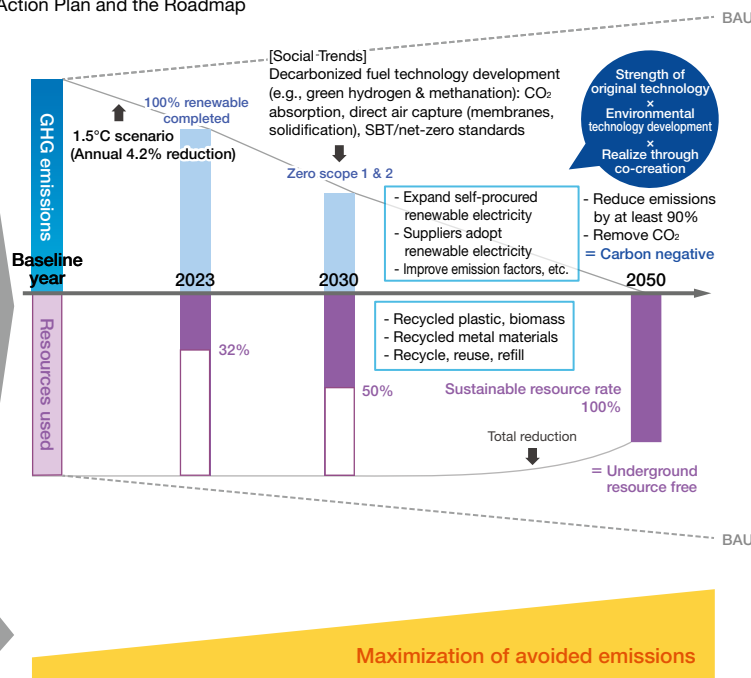 Action Plan and the Roadmap
BAU
[Social Trends]
Decarbonized fuel technology development
(e.g., green hydrogen & methanation): CO₂
absorption, direct air capture (membranes,
solidification), SBT/net-zero standards
Strength of
original technology
×
Environmental
technology development
×
Realize through
co-creation
100% renewable
completed
1.5°C scenario
(Annual 4.2% reduction)
Zero scope 1 & 2
GHG emissions
- Expand self-procured
renewable electricity
- Suppliers adopt
renewable electricity
- Improve emission factors, etc.
- Reduce emissions
by at least 90%
- Remove CO₂
= Carbon negative
Baseline
year
2023
2030
2050
Resources used
32%
50%
- Recycled plastic, biomass
- Recycled metal materials
- Recycle, reuse, refill
Sustainable resource rate
100%
Total reduction
= Underground
resource free
BAU
Maximization of avoided emissions